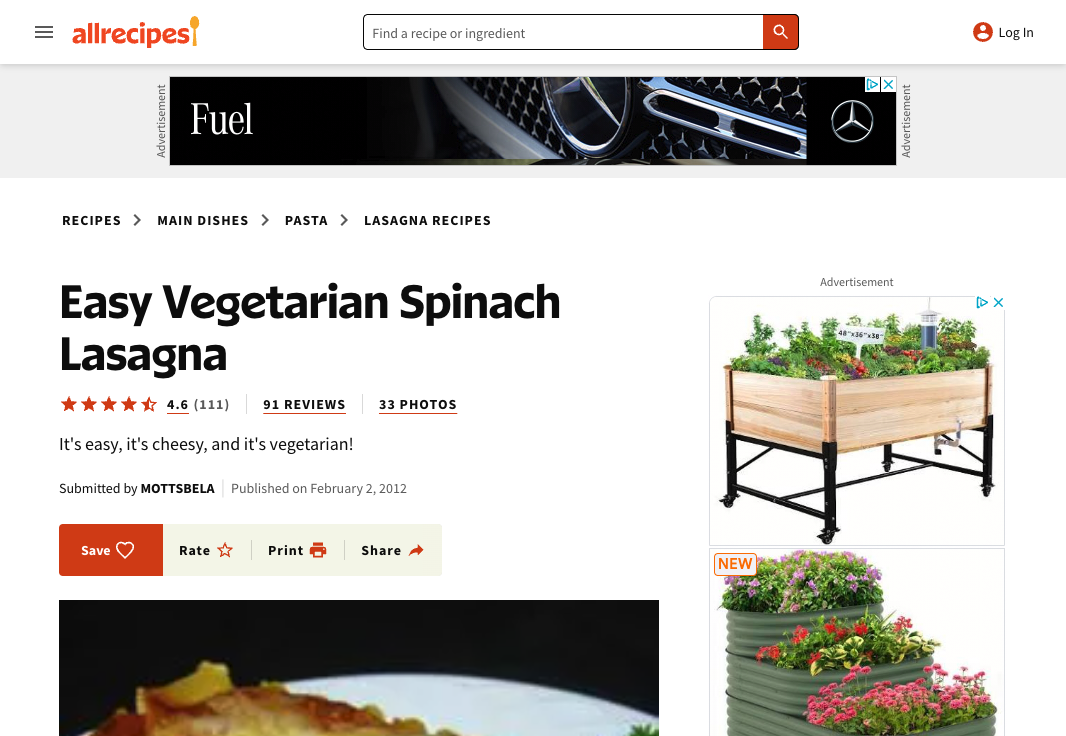 allrecipes
Find a recipe or ingredient
Log In
Advertisement
Fuel
Advertisement
RECIPES
MAIN DISHES
PASTA
LASAGNA RECIPES
Easy Vegetarian Spinach
Lasagna
4.6 (111)
91 REVIEWS
33 PHOTOS
It's easy, it's cheesy, and it's vegetarian!
Submitted by MOTTSBELA
Published on February 2, 2012
Save
Rate
Print
Share
Advertisement
48"x36"x38"
NEW